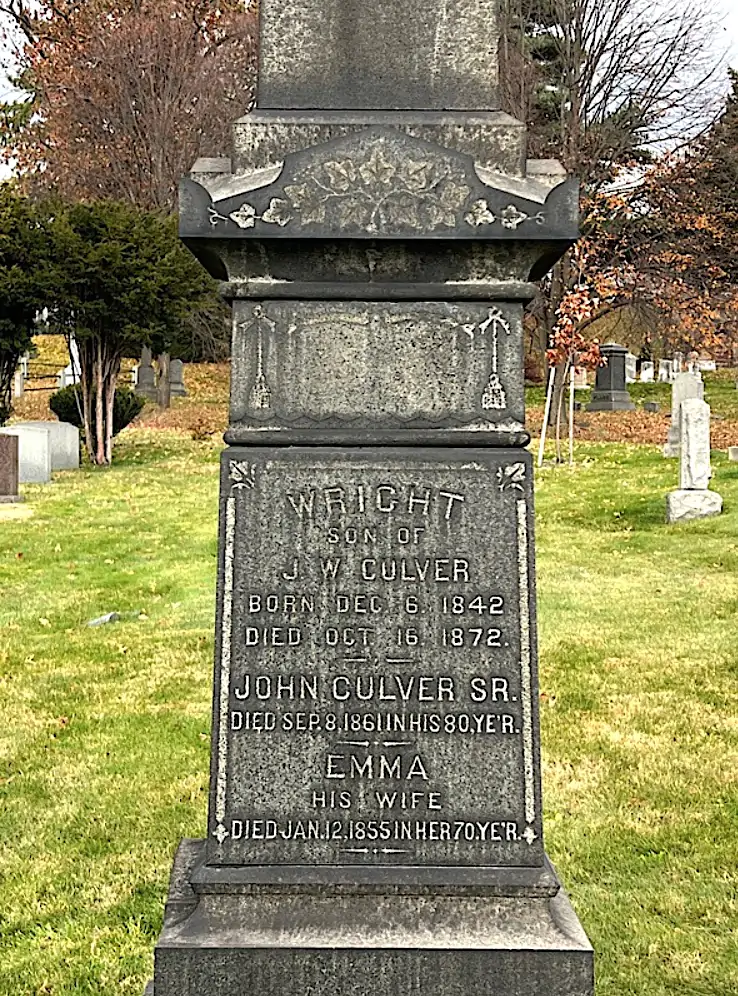 WRIGHT
SON OF
J. W. CULVER
BORN DEC. 6. 1842
DIED OCT. 16. 1872.
JOHN CULVER SR.
DIED SEP. 8, 1861. IN HIS 80, YE'R.
EMMA
HIS WIFE
DIED JAN. 12, 1855 IN HER 70 YE'R.